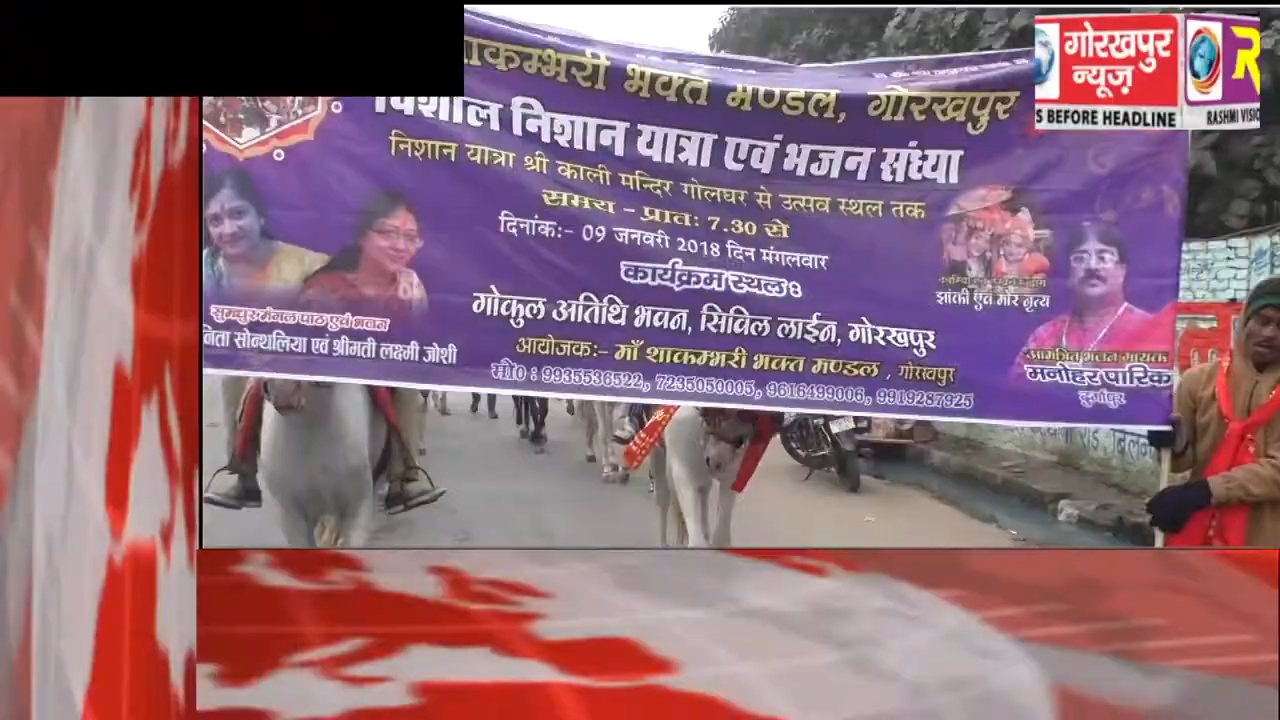 शाकम्भरी भक्त मण्डल, गोरखपुर
विशाल निशान यात्रा एवं भजन संध्या
निशान यात्रा श्री काली मन्दिर गोलघर से उत्सव स्थल तक
समय - प्रातः 7.30 से
दिनांक:- 09 जनवरी 2018 दिन मंगलवार
कार्यक्रम स्थल :
गोकुल अतिथि भवन, सिविल लाईन, गोरखपुर
आयोजक:- माँ शाकम्भरी भक्त मण्डल , गोरखपुर
मो0 : 9935536522, 7235050005, 9616499006, 9919287925
सुमधुर मंगल पाठ एवं भजन
निता सोन्थलिया एवं श्रीमती लक्ष्मी जोशी
झांकी एवं मोर नृत्य
आमंत्रित भजन गायक
मनोहर पारिक
दुर्गापुर
गोरखपुर
न्यूज़
S BEFORE HEADLINE
R
RASHMI VISIO